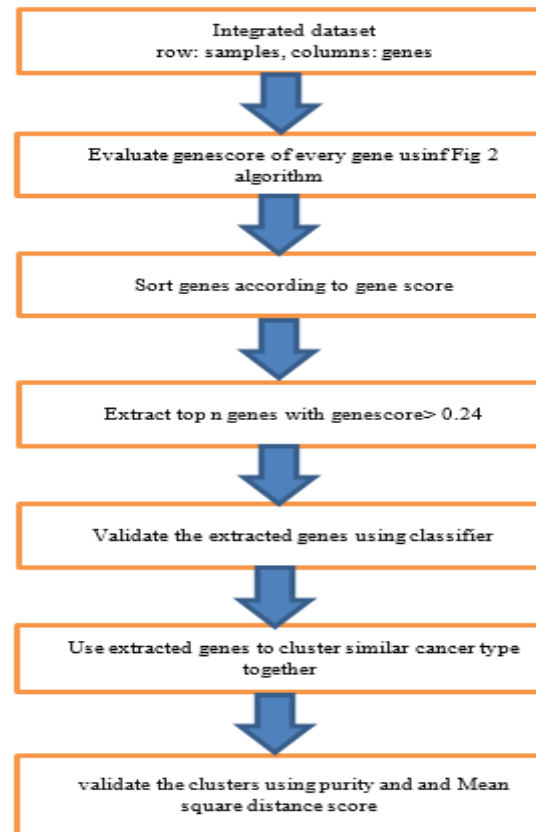 Integrated dataset
row: samples, columns: genes
Evaluate genescore of every gene usinf Fig 2
algorithm
Sort genes according to gene score
Extract top n genes with genescore> 0.24
Validate the extracted genes using classifier
Use extracted genes to cluster similar cancer type
together
validate the clusters using purity and and Mean
square distance score